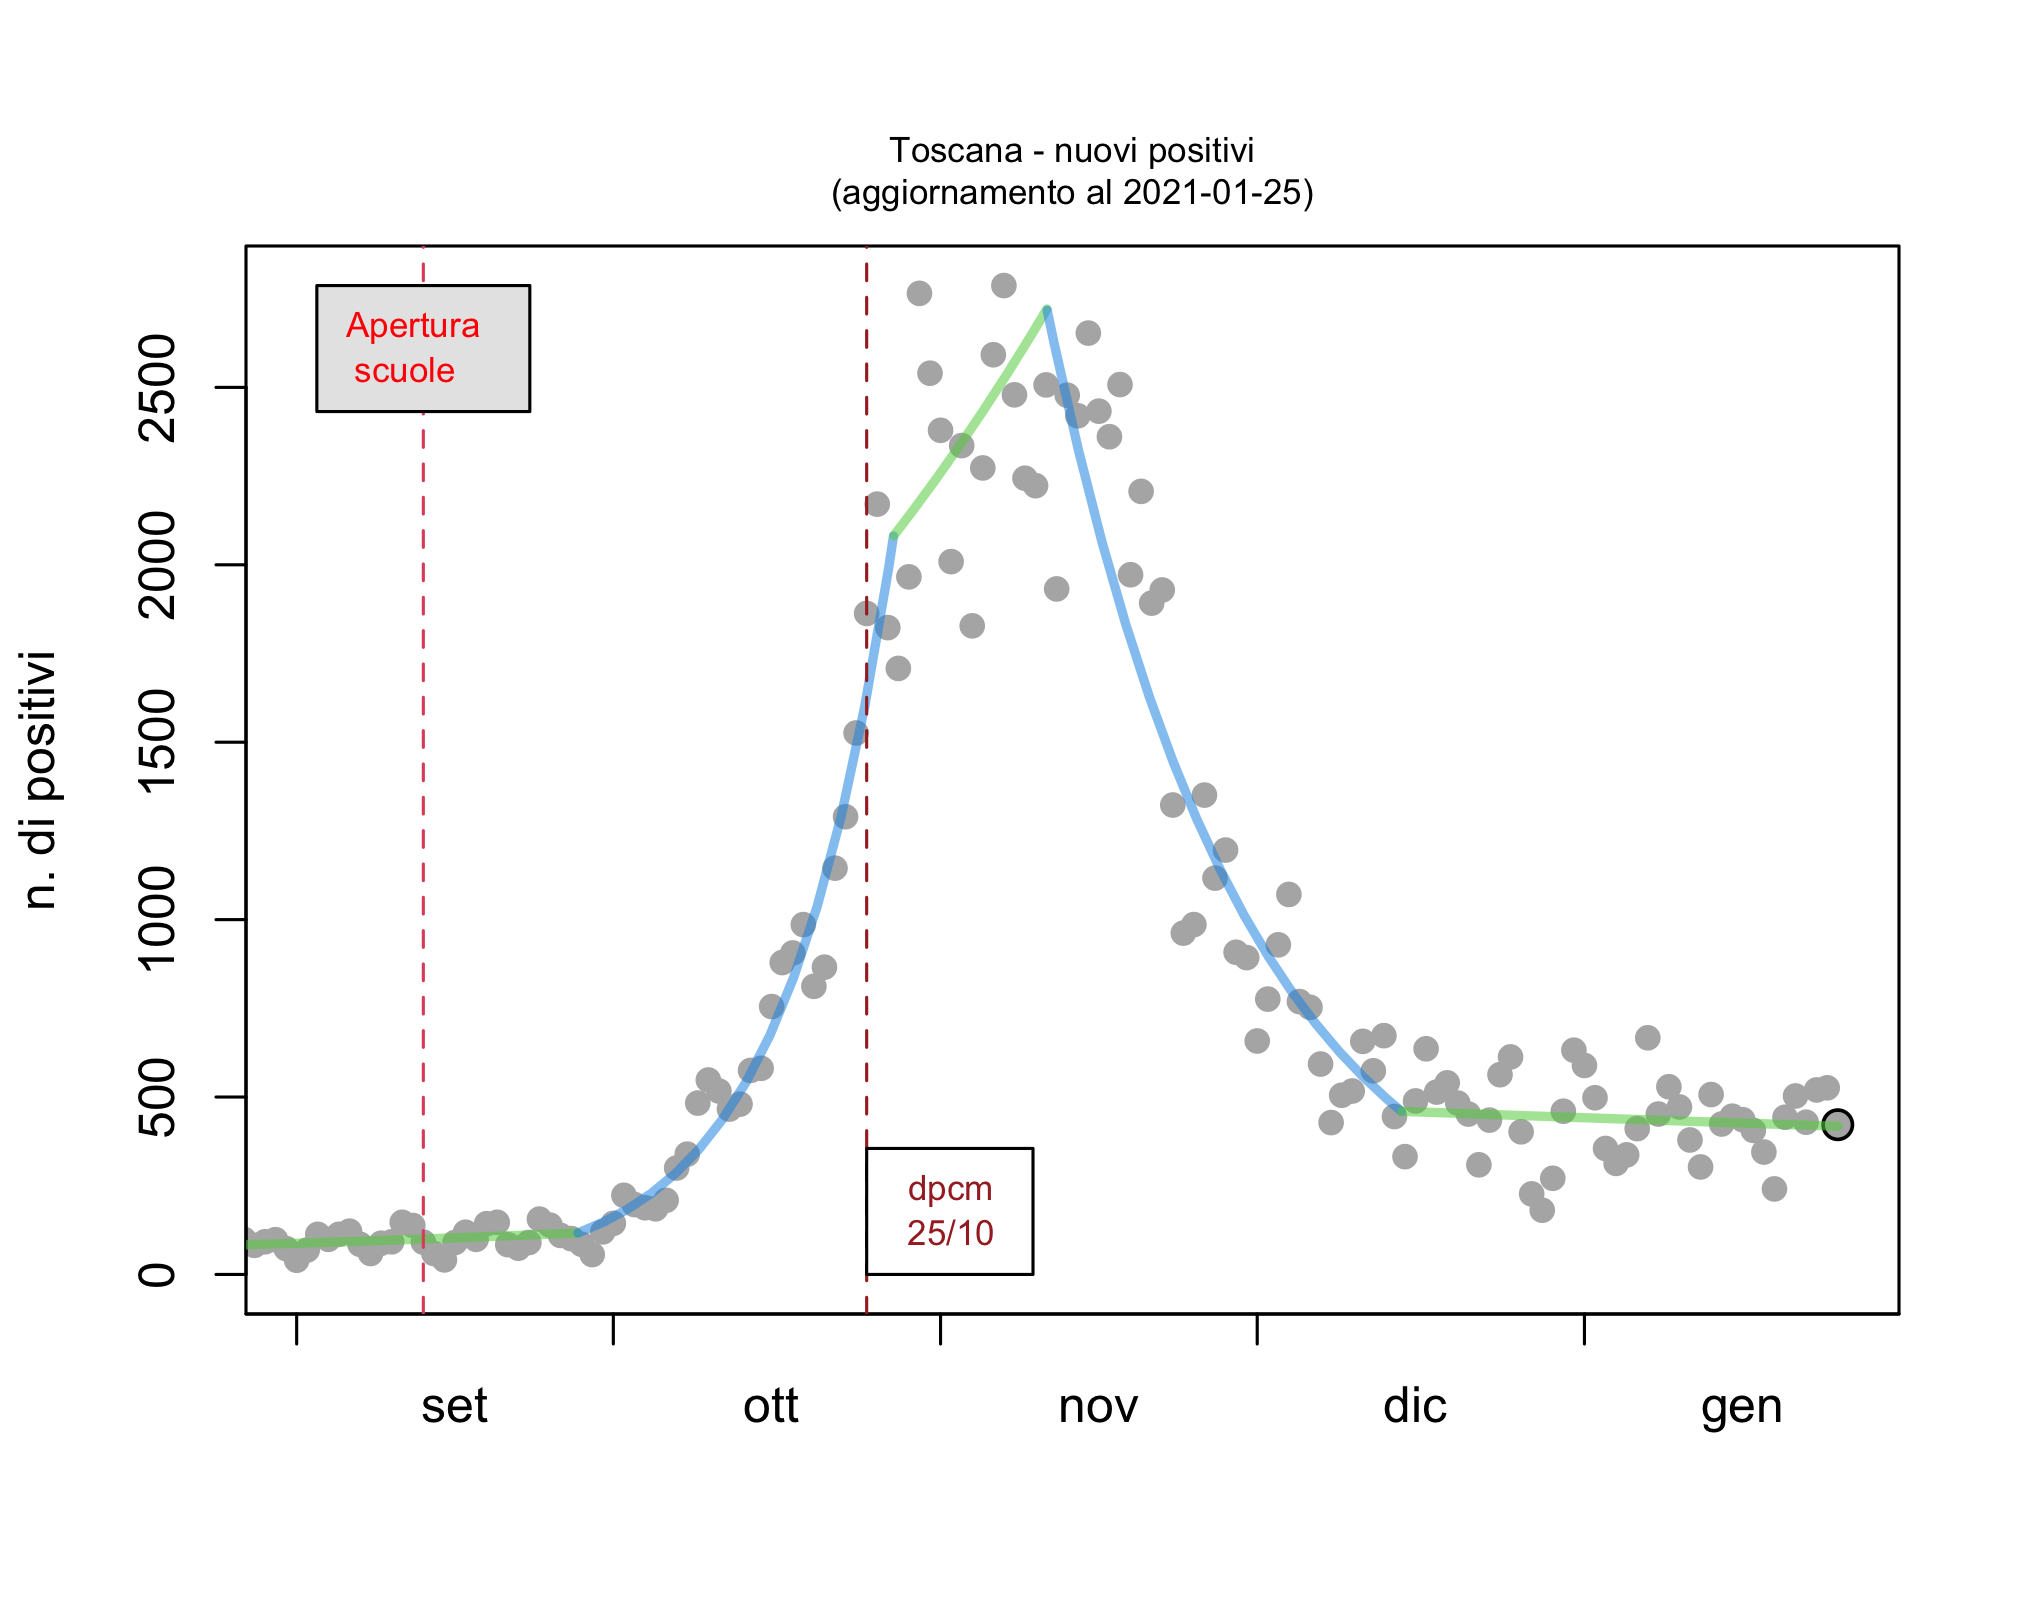 Toscana - nuovi positivi
(aggiornamento al 2021-01-25)
Apertura
scuole
n. di positivi
2500
2000
1500
1000
500
0
dpcm
25/10
set ott nov dic gen